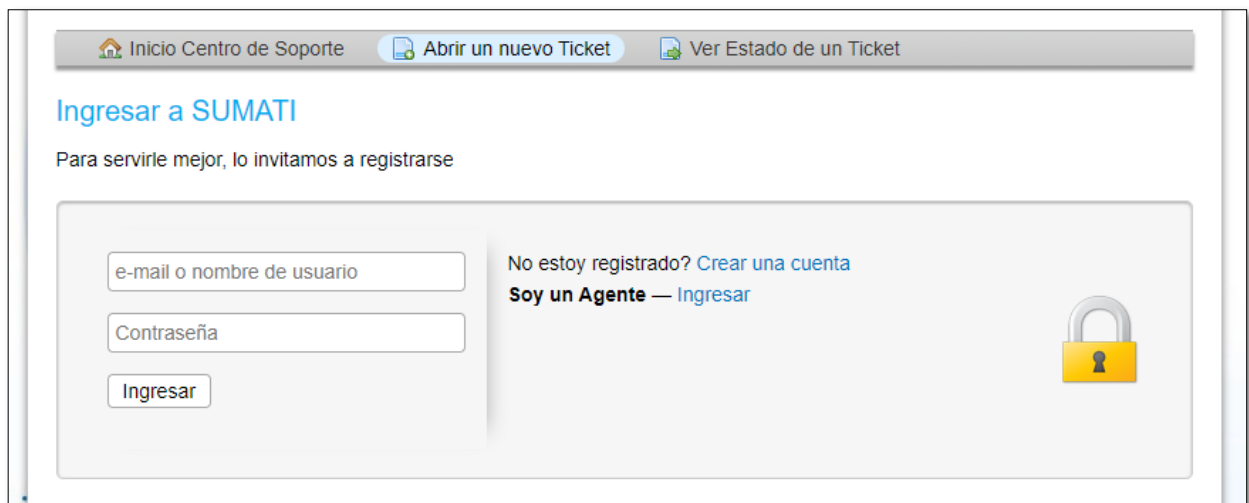 Inicio Centro de Soporte Abrir un nuevo Ticket Ver Estado de un Ticket
Ingresar a SUMATI
Para servirle mejor, lo invitamos a registrarse
e-mail o nombre de usuario
Contraseña
Ingresar
No estoy registrado? Crear una cuenta
Soy un Agente — Ingresar